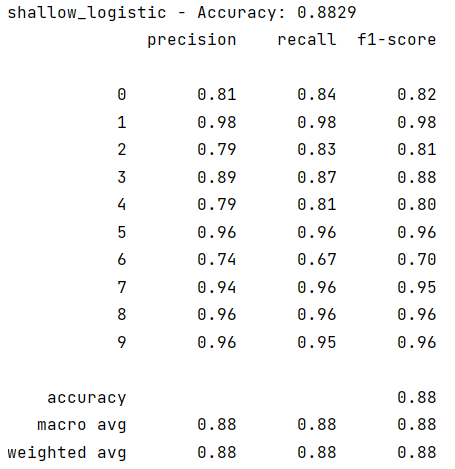 shallow_logistic - Accuracy: 0.8829
precision recall f1-score
0 0.81 0.84 0.82
1 0.98 0.98 0.98
2 0.79 0.83 0.81
3 0.89 0.87 0.88
4 0.79 0.81 0.80
5 0.96 0.96 0.96
6 0.74 0.67 0.70
7 0.94 0.96 0.95
8 0.96 0.96 0.96
9 0.96 0.95 0.96
accuracy 0.88
macro avg 0.88 0.88 0.88
weighted avg 0.88 0.88 0.88